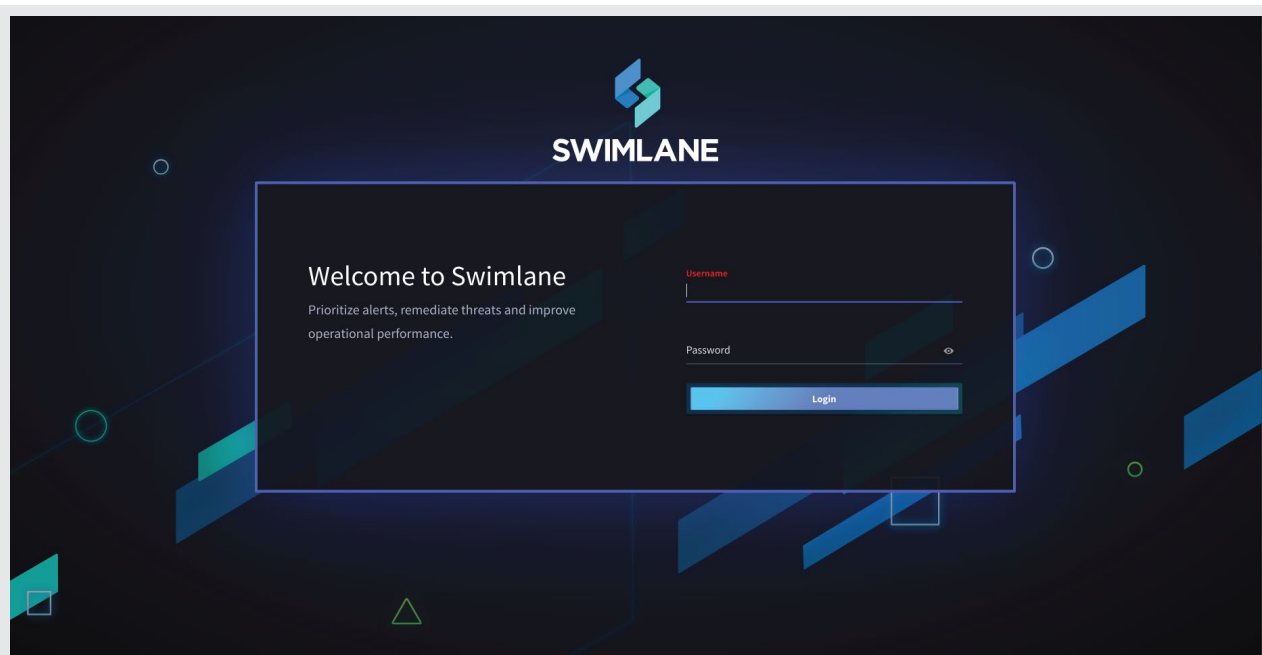 SWIMLANE
Welcome to Swimlane
Prioritize alerts, remediate threats and improve
operational performance.
Username
Password
Login